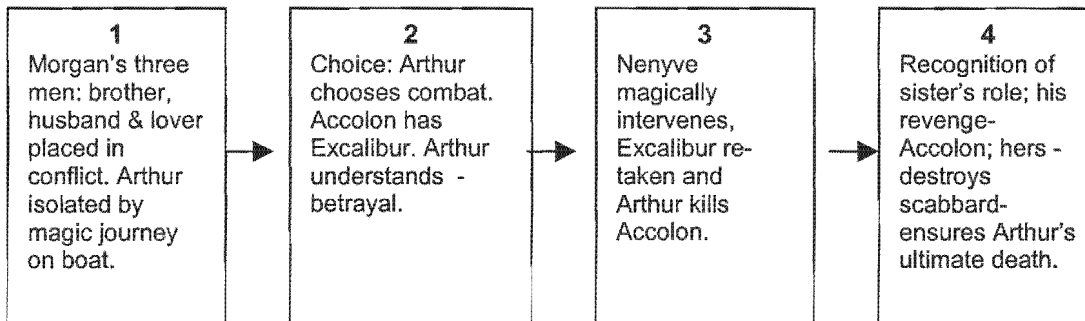 1
Morgan's three
men: brother,
husband & lover
placed in
conflict. Arthur
isolated by
magic journey
on boat.
2
Choice: Arthur
chooses combat.
Accolon has
Excalibur. Arthur
understands -
betrayal.
3
Nenyve
magically
intervenes,
Excalibur re-
taken and
Arthur kills
Accolon.
4
Recognition of
sister's role; his
revenge-
Accolon; hers -
destroys
scabbard-
ensures Arthur's
ultimate death.